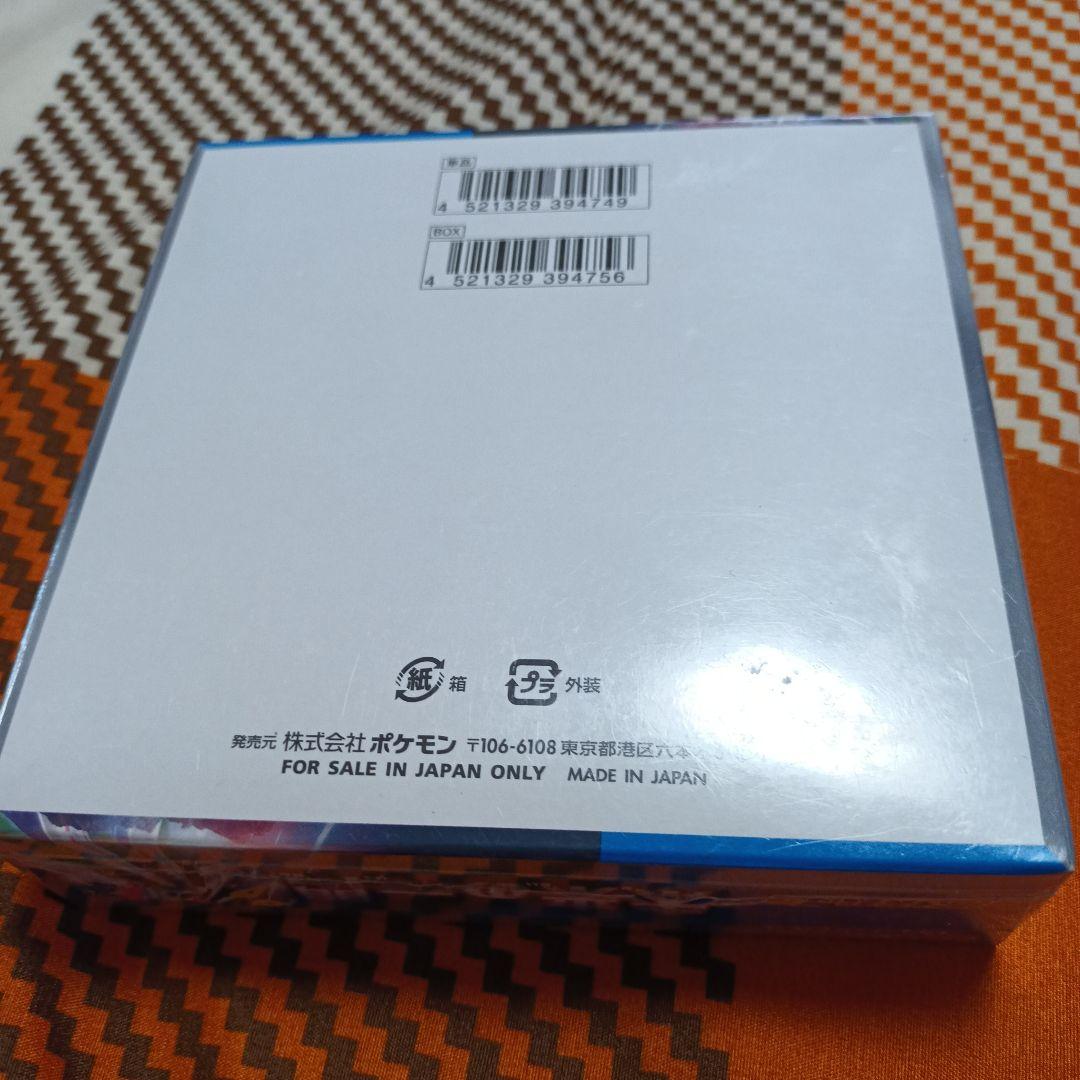 単品
4 521329 394749
BOX
4 521329 394756
紙 箱 プラ 外装
発売元 株式会社 ポケモン 〒106-6108 東京都港区六本
FOR SALE IN JAPAN ONLY MADE IN JAPAN